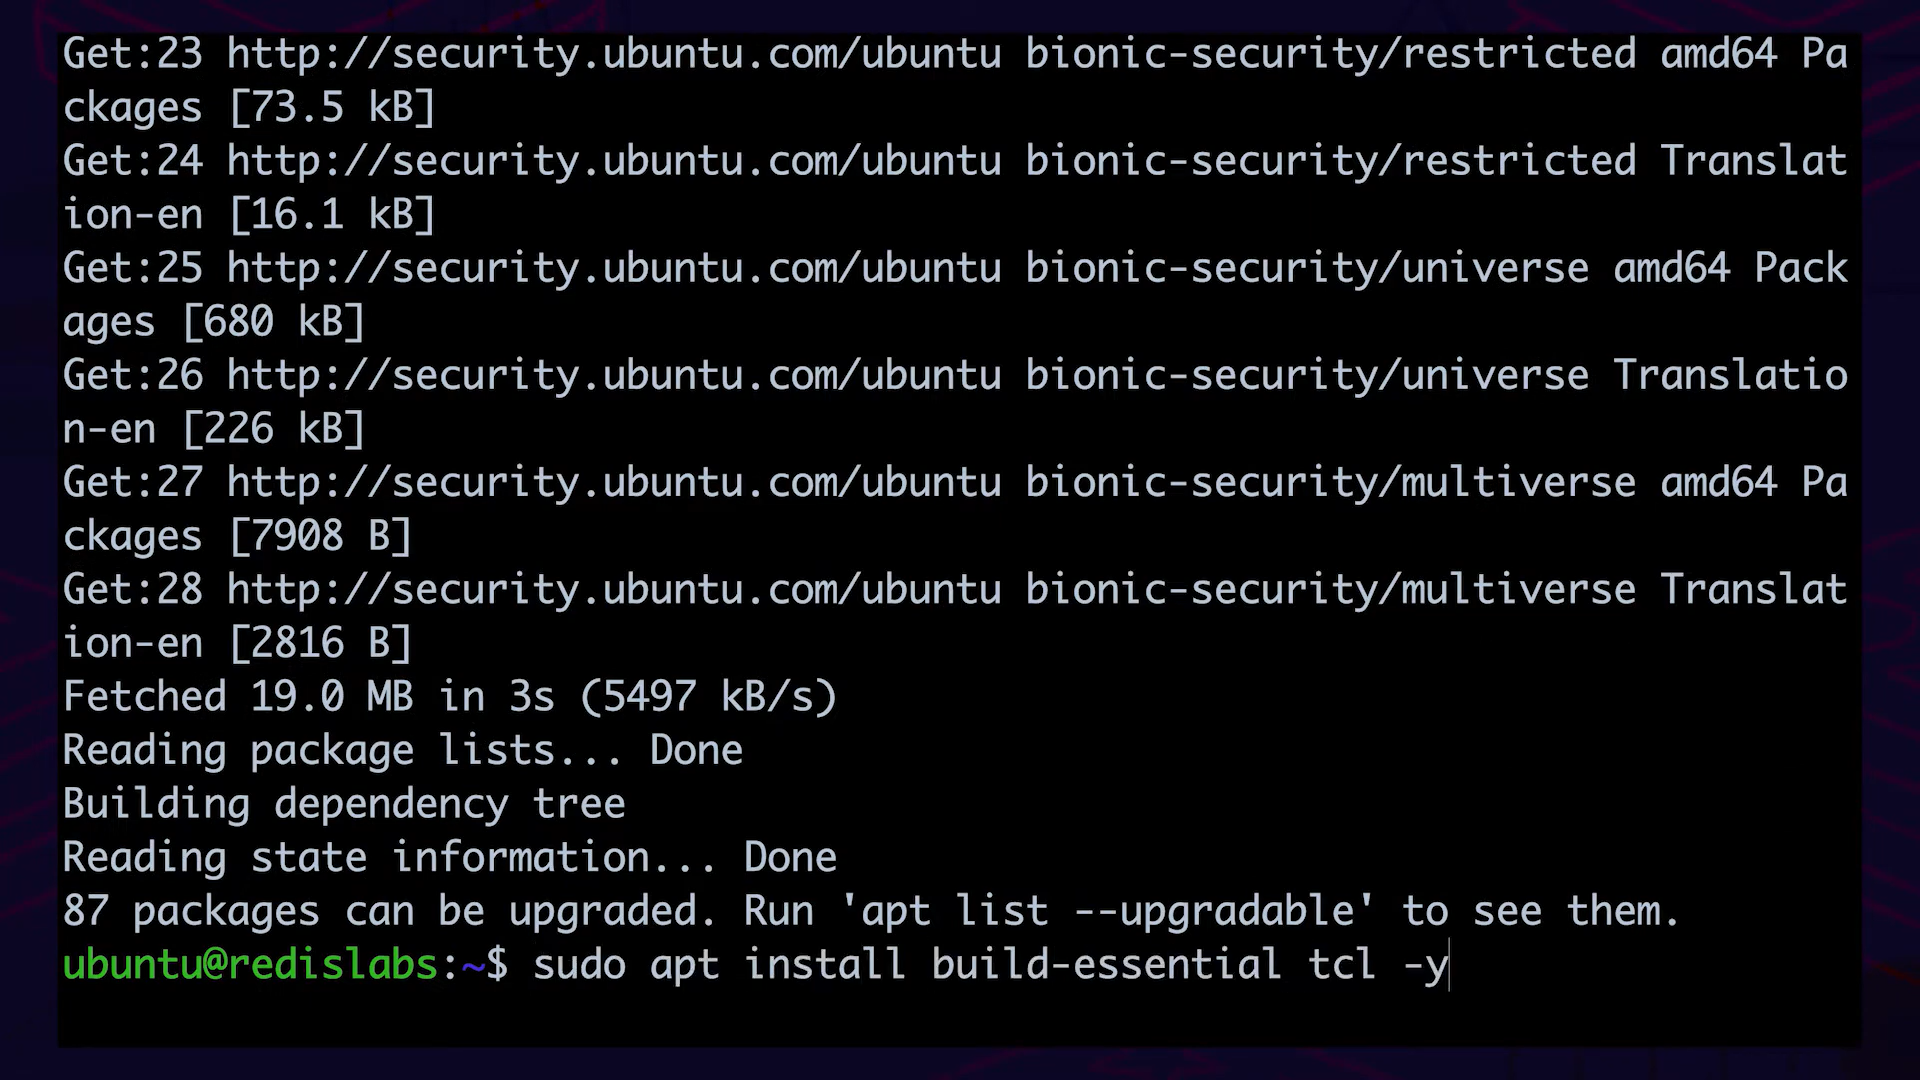 Get:23 http://security.ubuntu.com/ubuntu bionic-security/restricted amd64 Pa
ckages [73.5 kB]
Get:24 http://security.ubuntu.com/ubuntu bionic-security/restricted Translat
ion-en [16.1 kB]
Get:25 http://security.ubuntu.com/ubuntu bionic-security/universe amd64 Pack
ages [680 kB]
Get:26 http://security.ubuntu.com/ubuntu bionic-security/universe Translatio
n-en [226 kB]
Get:27 http://security.ubuntu.com/ubuntu bionic-security/multiverse amd64 Pa
ckages [7908 B]
Get:28 http://security.ubuntu.com/ubuntu bionic-security/multiverse Translat
ion-en [2816 B]
Fetched 19.0 MB in 3s (5497 kB/s)
Reading package lists... Done
Building dependency tree
Reading state information... Done
87 packages can be upgraded. Run 'apt list --upgradable' to see them.
ubuntu@redislabs:~$ sudo apt install build-essential tcl -y